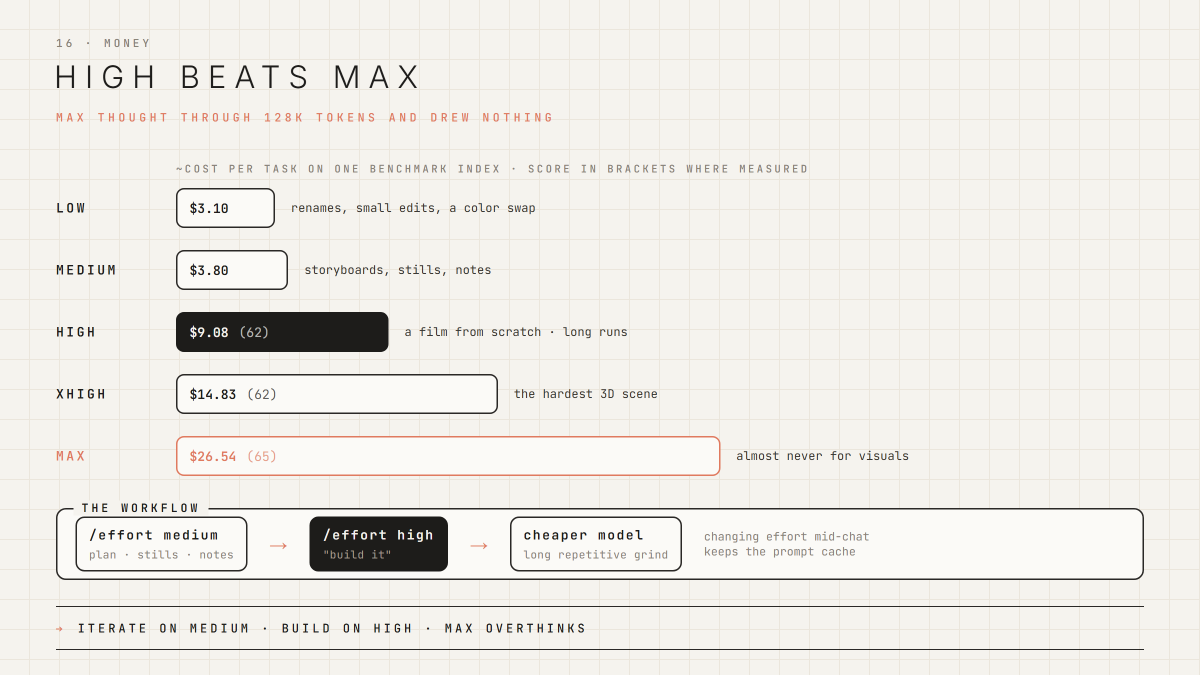 16 · MONEY
HIGH BEATS MAX
MAX THOUGHT THROUGH 128K TOKENS AND DREW NOTHING
~COST PER TASK ON ONE BENCHMARK INDEX · SCORE IN BRACKETS WHERE MEASURED
LOW $3.10 renames, small edits, a color swap
MEDIUM $3.80 storyboards, stills, notes
HIGH $9.08 (62) a film from scratch · long runs
XHIGH $14.83 (62) the hardest 3D scene
MAX $26.54 (65) almost never for visuals
THE WORKFLOW
/effort medium → /effort high → cheaper model
plan · stills · notes "build it" long repetitive grind
changing effort mid-chat
keeps the prompt cache
→ ITERATE ON MEDIUM · BUILD ON HIGH · MAX OVERTHINKS